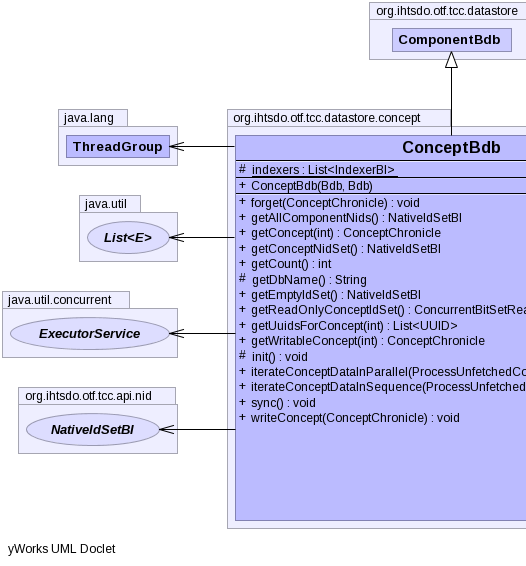 org.ihtsdo.otf.tcc.datastore
ComponentBdb
java.lang
ThreadGroup
org.ihtsdo.otf.tcc.datastore.concept
ConceptBdb
# indexers : List<IndexerBI>
+ ConceptBdb(Bdb, Bdb)
+ forget(ConceptChronicle) : void
+ getAllComponentNids() : NativeIdSetBI
+ getConcept(int) : ConceptChronicle
+ getConceptNidSet() : NativeIdSetBI
+ getCount() : int
# getDbName() : String
+ getEmptyIdSet() : NativeIdSetBI
+ getReadOnlyConceptIdSet() : ConcurrentBitSetRea
+ getUuidsForConcept(int) : List<UUID>
+ getWritableConcept(int) : ConceptChronicle
# init() : void
+ iterateConceptDataInParallel(ProcessUnfetchedCo
+ iterateConceptDataInSequence(ProcessUnfetched
+ sync() : void
+ writeConcept(ConceptChronicle) : void
java.util
List<E>
java.util.concurrent
ExecutorService
org.ihtsdo.otf.tcc.api.nid
NativeIdSetBI
yWorks UML Doclet